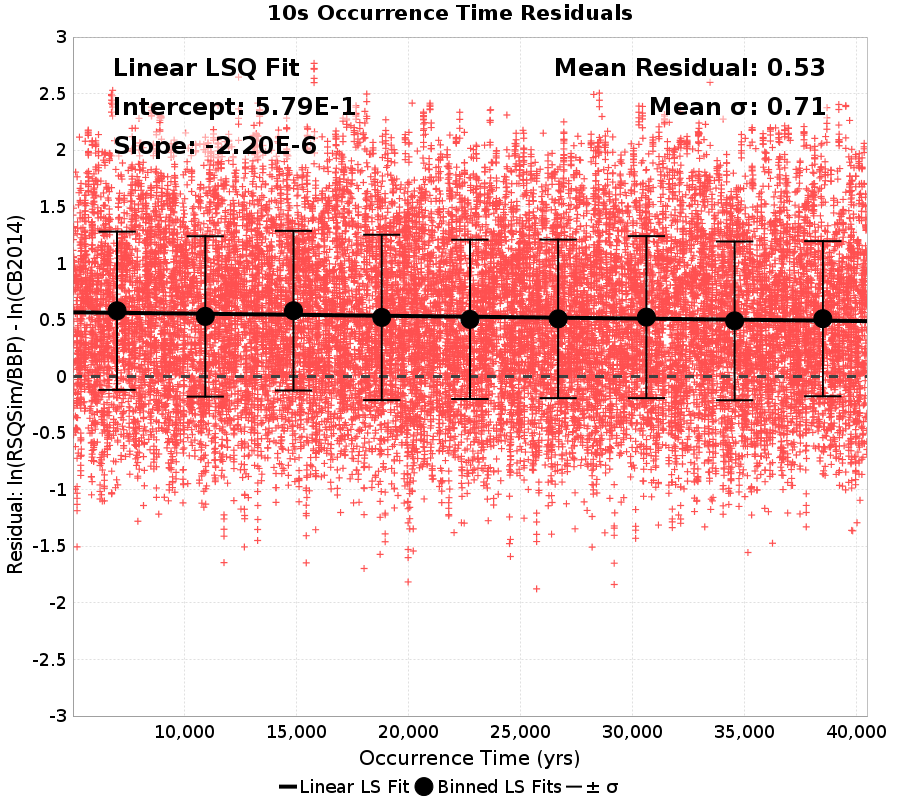 10s Occurrence Time Residuals
Linear LSQ Fit
Mean Residual: 0.53
Intercept: 5.79E-1
Mean σ: 0.71
Slope: -2.20E-6
3
2.5
2
1.5
1
0.5
0
-0.5
-1
-1.5
-2
-2.5
-3
Residual: ln(RSQSim/BBP) - ln(CB2014)
10,000 15,000 20,000 25,000 30,000 35,000 40,000
Occurrence Time (yrs)
Linear LS Fit Binned LS Fits ± σ